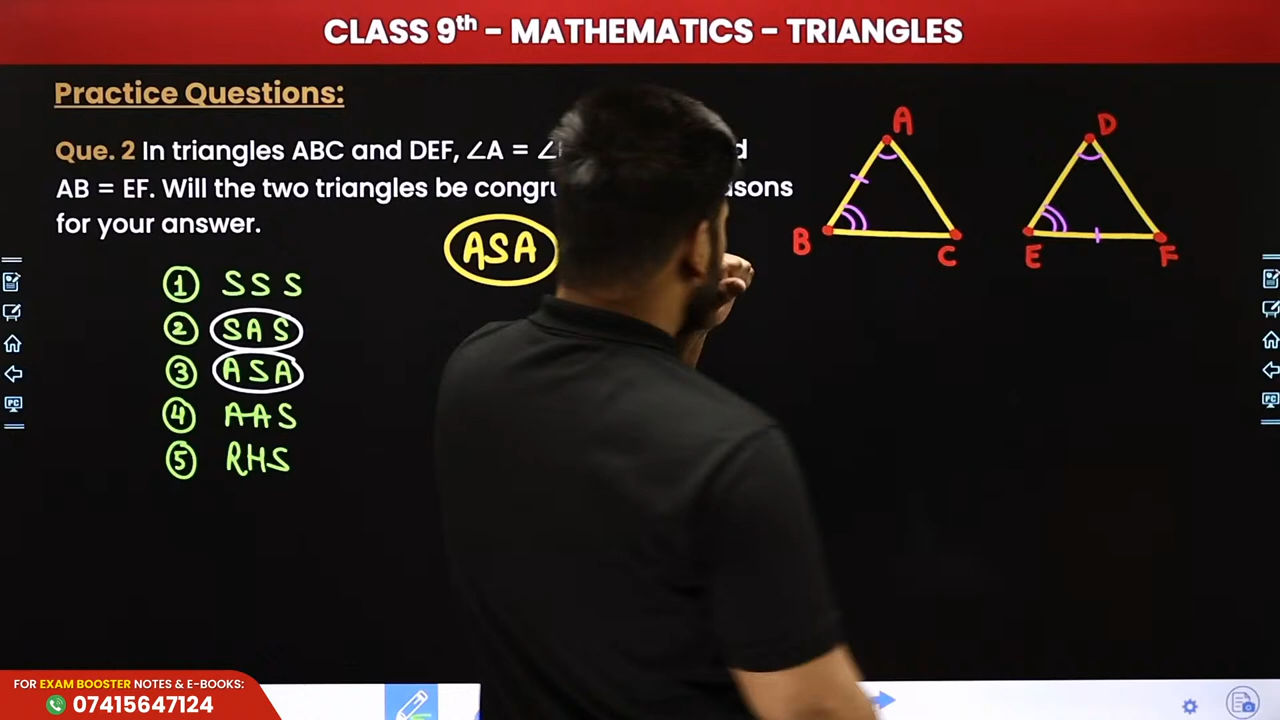 CLASS 9th – MATHEMATICS – TRIANGLES
Practice Questions:
Que. 2 In triangles ABC and DEF, ∠A = ∠
AB = EF. Will the two triangles be
for your answer.
ASA
① SSS
② SAS
③ ASA
④ AAS
⑤ RHS
A
B
C
D
E
F
PC
PC
FOR EXAM BOOSTER NOTES & E-BOOKS:
07415647124